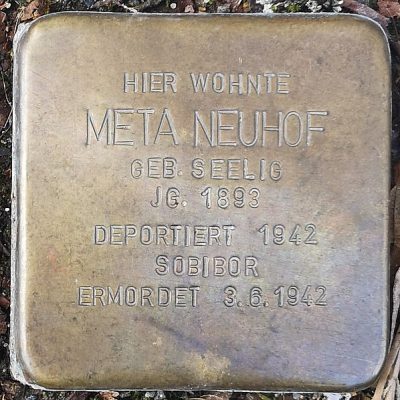 HIER WOHNTE
META NEUHOF
GEB. SEELIG
JG. 1893
DEPORTIERT 1942
SOBIBOR
ERMORDET 3.6.1942